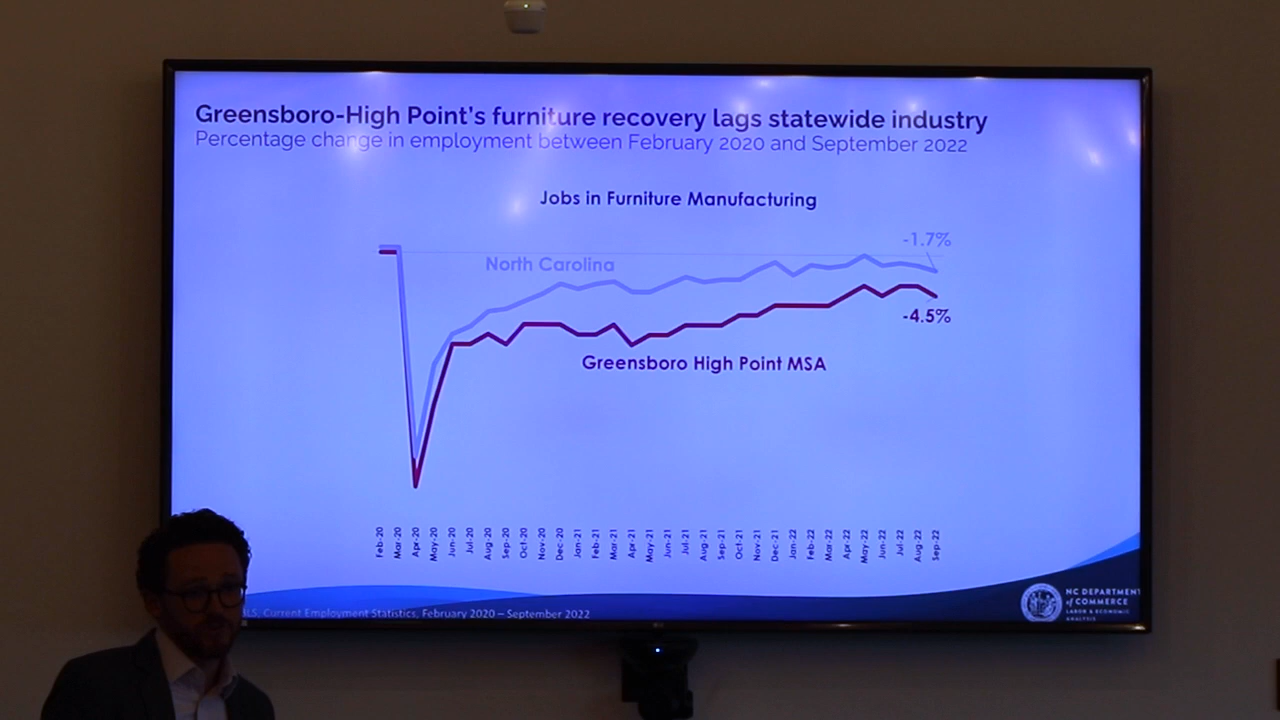 Greensboro-High Point's furniture recovery lags statewide industry
Percentage change in employment between February 2020 and September 2022
Jobs in Furniture Manufacturing
-1.7%
North Carolina
-4.5%
Greensboro High Point MSA
Feb-20 Mar-20 Apr-20 May-20 Jun-20 Jul-20 Aug-20 Sep-20 Oct-20 Nov-20 Dec-20 Jan-21 Feb-21 Mar-21 Apr-21 May-21 Jun-21 Jul-21 Aug-21 Sep-21 Oct-21 Nov-21 Dec-21 Jan-22 Feb-22 Mar-22 Apr-22 May-22 Jun-22 Jul-22 Aug-22 Sep-22
LS, Current Employment Statistics, February 2020 – September 2022
NC DEPARTMENT
of COMMERCE
LABOR & ECONOMIC
ANALYSIS